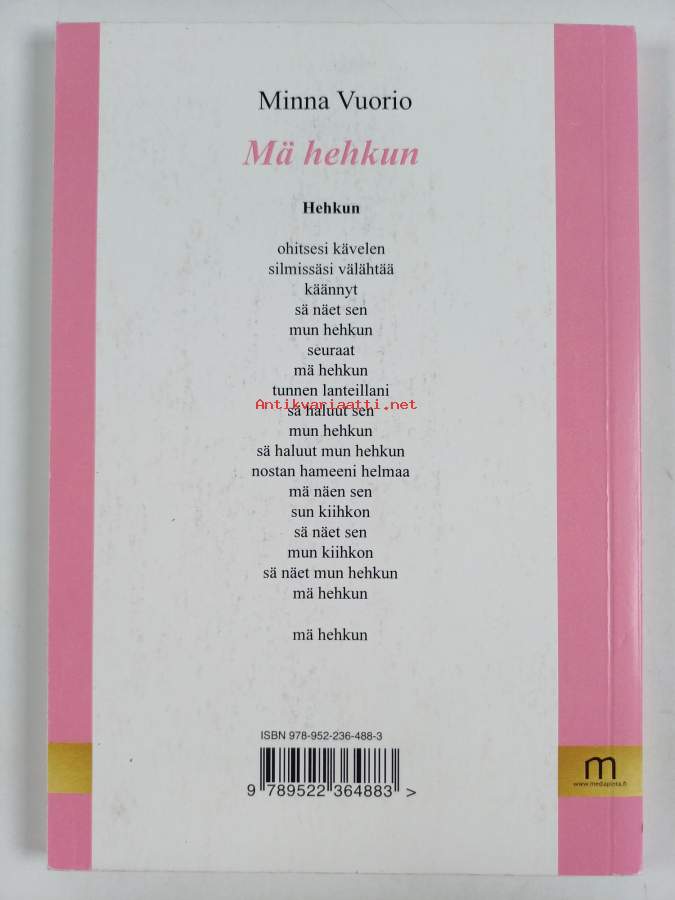 Minna Vuorio
Mä hehkun
Hehkun
ohitsesi kävelen
silmissäsi välähtää
käännyt
sä näet sen
mun hehkun
seuraat
mä hehkun
tunnen lanteillani
Antikvariaatti.net
sä haluut sen
mun hehkun
sä haluut mun hehkun
nostan hameeni helmaa
mä näen sen
sun kiihkon
sä näet sen
mun kiihkon
sä näet mun hehkun
mä hehkun
mä hehkun
ISBN 978-952-236-488-3
9 789522 364883 >
m
www.mediapinta.fi